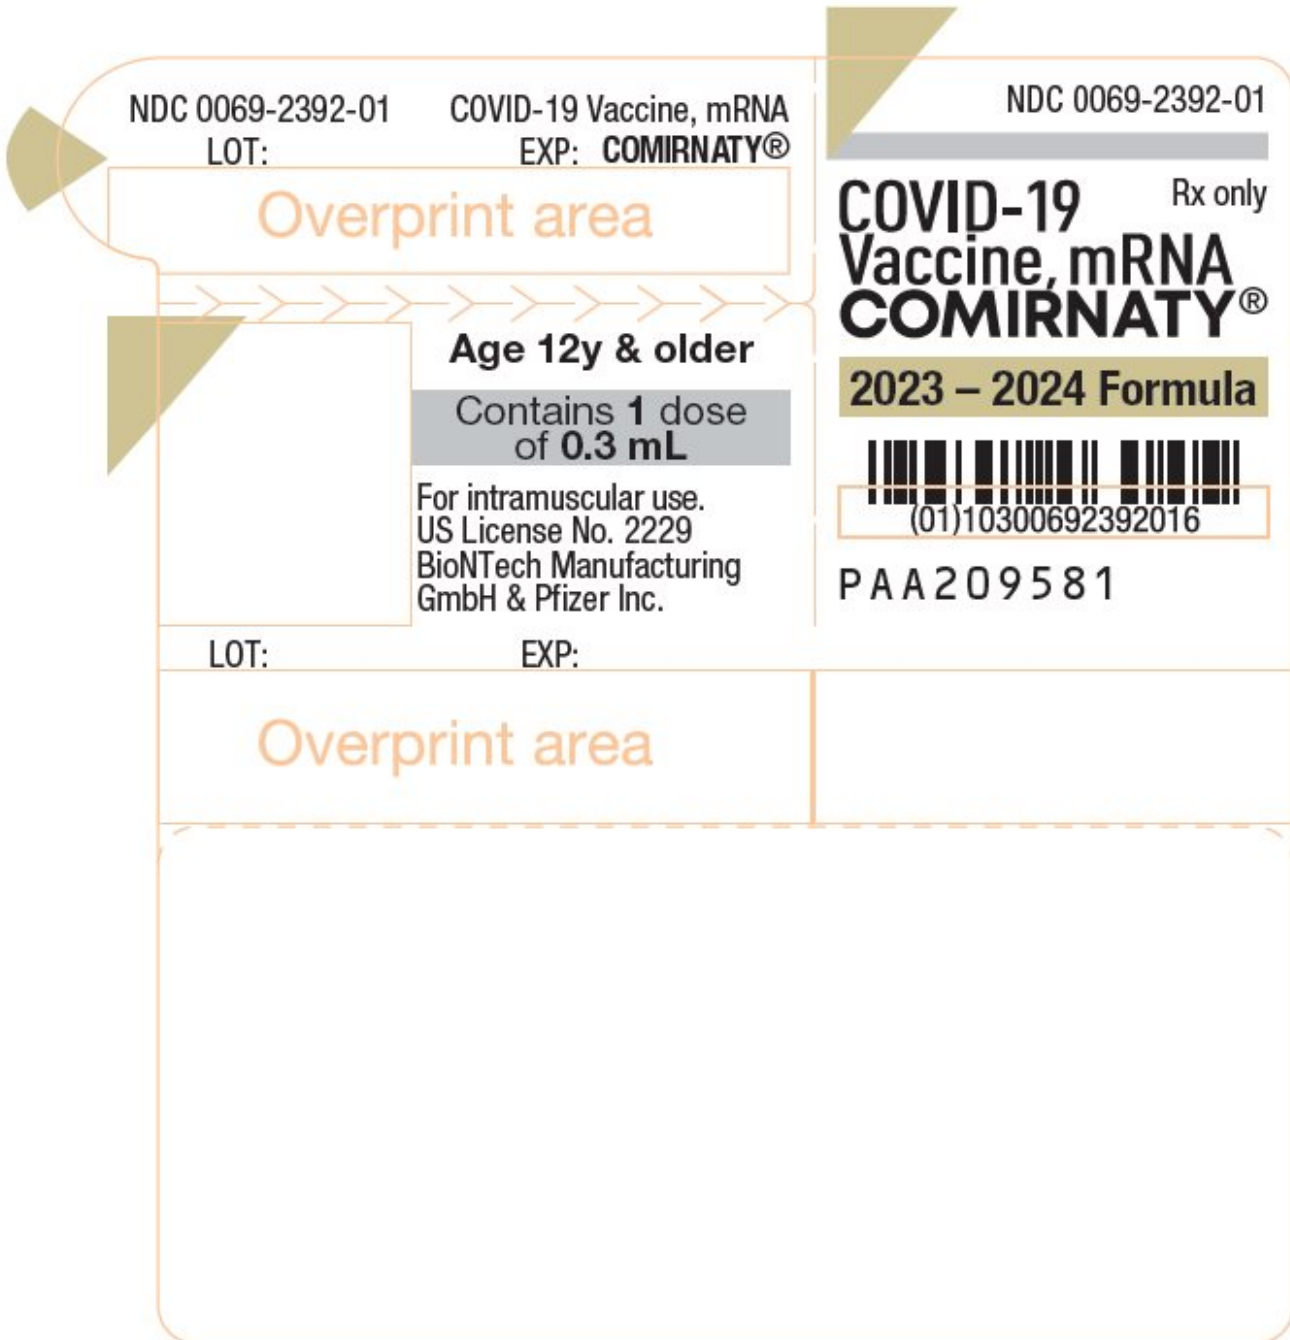 NDC 0069-2392-01
COVID-19 Vaccine, mRNA
LOT:
EXP: COMIRNATY®
Overprint area
Age 12y & older
Contains 1 dose
of 0.3 mL
For intramuscular use.
US License No. 2229
BioNTech Manufacturing
GmbH & Pfizer Inc.
LOT:
EXP:
Overprint area
NDC 0069-2392-01
Rx only
COVID-19
Vaccine, mRNA
COMIRNATY®
2023 – 2024 Formula
(01)10300692392016
PAA209581